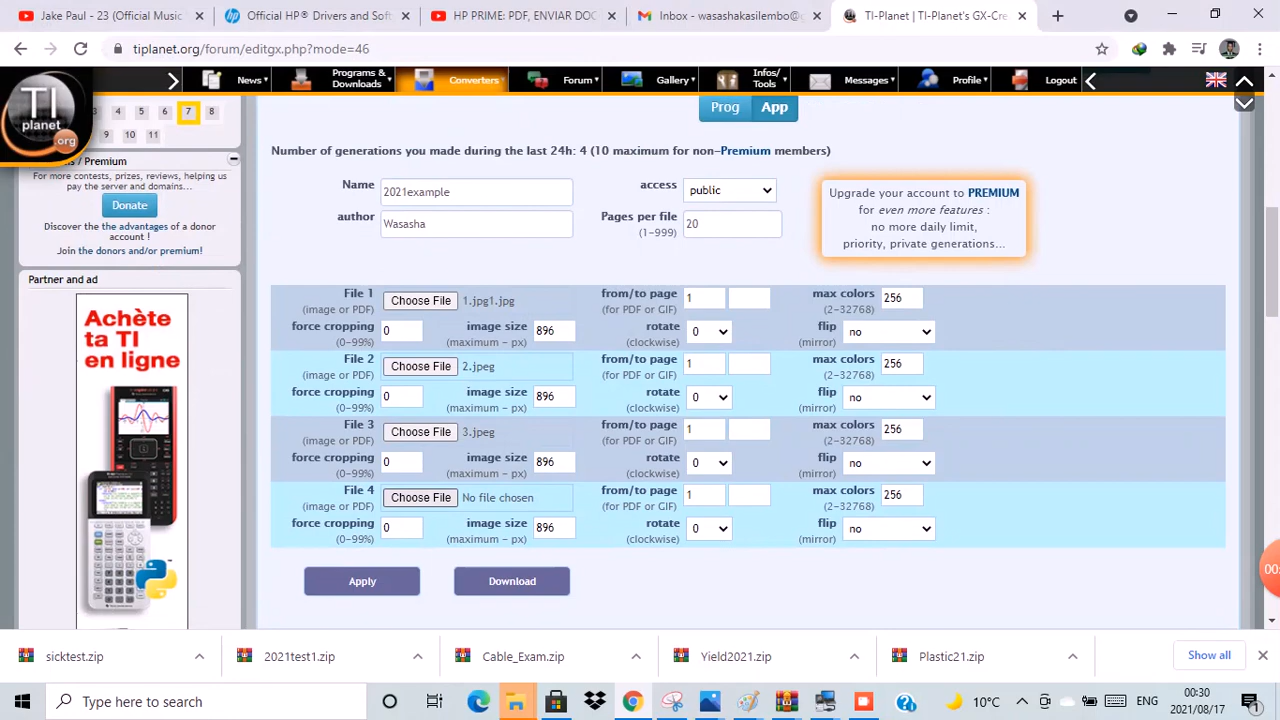 Jake Paul - 23 (Official Music
Official HP® Drivers and Soft
HP PRIME: PDF, ENVIAR DOC
Inbox - wasashakasilembo@g
TI-Planet | TI-Planet's GX-Cre
tiplanet.org/forum/editgx.php?mode=46
TI
planet
.org
News
Programs & Downloads
Converters
Forum
Gallery
Infos/Tools
Messages
Profile
Logout
3 4 5 6 7 8
9 10 11
/ Premium
For more contests, prizes, reviews, helping us
pay the server and domains...
Donate
Discover the the advantages of a donor
account !
Join the donors and/or premium!
Partner and ad
Achète
ta TI
en ligne
Prog App
Number of generations you made during the last 24h: 4 (10 maximum for non-Premium members)
Name 2021example access public
author Wasasha Pages per file 20
(1-999)
Upgrade your account to PREMIUM
for even more features :
no more daily limit,
priority, private generations...
File 1 Choose File 1.jpg1.jpg from/to page 1 max colors 256
(image or PDF) (for PDF or GIF) (2-32768)
force cropping 0 image size 896 rotate 0 flip no
(0-99%) (maximum - px) (clockwise) (mirror)
File 2 Choose File 2.jpeg from/to page 1 max colors 256
(image or PDF) (for PDF or GIF) (2-32768)
force cropping 0 image size 896 rotate 0 flip no
(0-99%) (maximum - px) (clockwise) (mirror)
File 3 Choose File 3.jpeg from/to page 1 max colors 256
(image or PDF) (for PDF or GIF) (2-32768)
force cropping 0 image size 896 rotate 0 flip no
(0-99%) (maximum - px) (clockwise) (mirror)
File 4 Choose File No file chosen from/to page 1 max colors 256
(image or PDF) (for PDF or GIF) (2-32768)
force cropping 0 image size 896 rotate 0 flip no
(0-99%) (maximum - px) (clockwise) (mirror)
Apply Download
00:
sicktest.zip
2021test1.zip
Cable_Exam.zip
Yield2021.zip
Plastic21.zip
Show all
Type here to search
10°C
ENG
00:30
2021/08/17